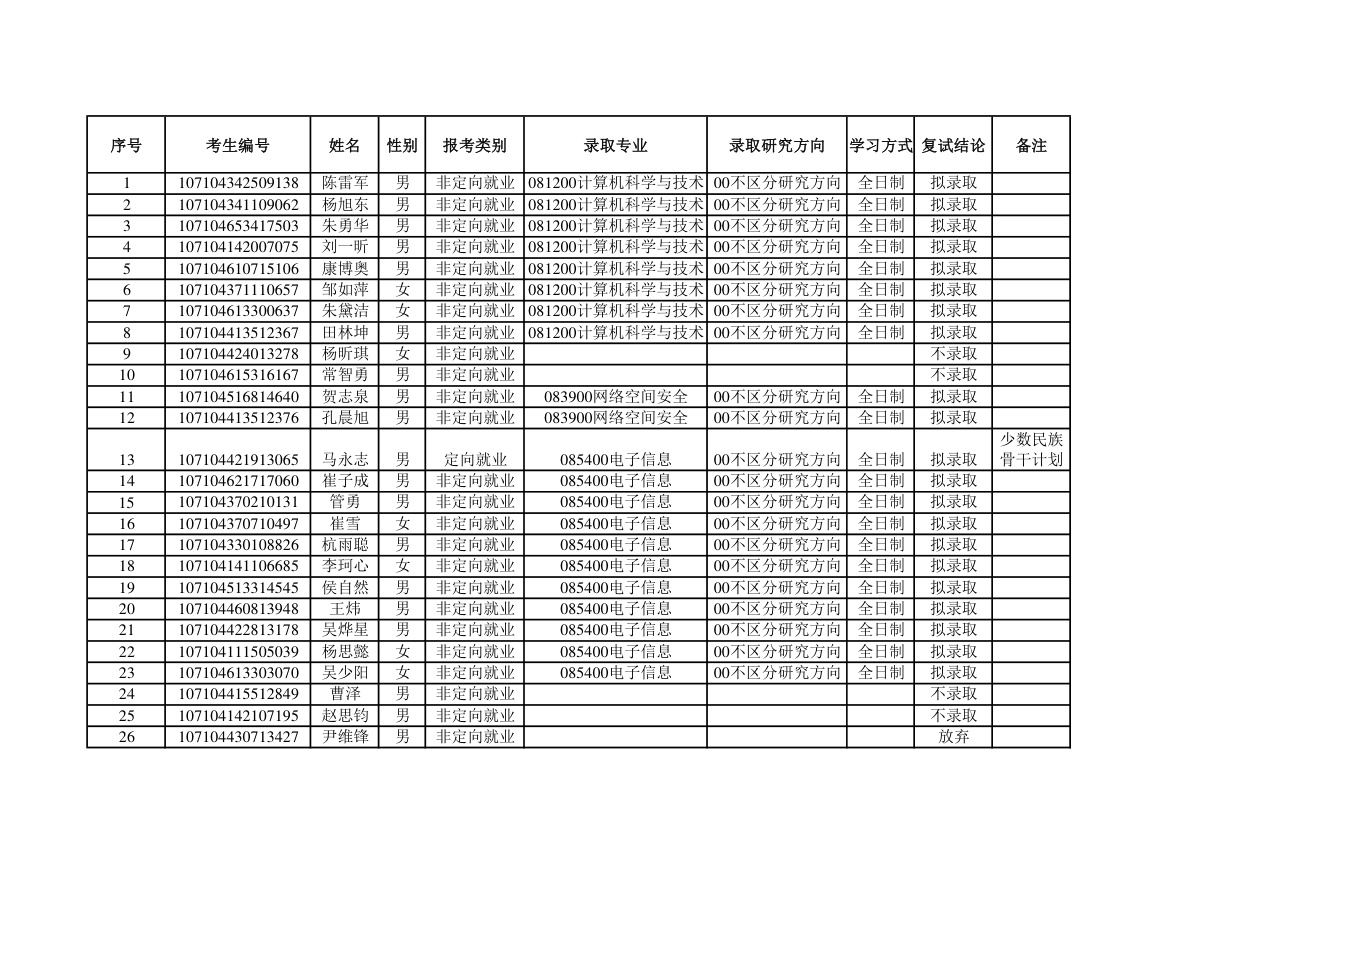 序号 考生编号 姓名 性别 报考类别 录取专业 录取研究方向 学习方式 复试结论 备注
1 107104342509138 陈雷军 男 非定向就业 081200计算机科学与技术 00不区分研究方向 全日制 拟录取
2 107104341109062 杨旭东 男 非定向就业 081200计算机科学与技术 00不区分研究方向 全日制 拟录取
3 107104653417503 朱勇华 男 非定向就业 081200计算机科学与技术 00不区分研究方向 全日制 拟录取
4 107104142007075 刘一昕 男 非定向就业 081200计算机科学与技术 00不区分研究方向 全日制 拟录取
5 107104610715106 康博奥 男 非定向就业 081200计算机科学与技术 00不区分研究方向 全日制 拟录取
6 107104371110657 邹如萍 女 非定向就业 081200计算机科学与技术 00不区分研究方向 全日制 拟录取
7 107104613300637 朱黛洁 女 非定向就业 081200计算机科学与技术 00不区分研究方向 全日制 拟录取
8 107104413512367 田林坤 男 非定向就业 081200计算机科学与技术 00不区分研究方向 全日制 拟录取
9 107104424013278 杨昕琪 女 非定向就业 不录取
10 107104615316167 常智勇 男 非定向就业 不录取
11 107104516814640 贺志泉 男 非定向就业 083900网络空间安全 00不区分研究方向 全日制 拟录取
12 107104413512376 孔晨旭 男 非定向就业 083900网络空间安全 00不区分研究方向 全日制 拟录取
少数民族
13 107104421913065 马永志 男 定向就业 085400电子信息 00不区分研究方向 全日制 拟录取 骨干计划
14 107104621717060 崔子成 男 非定向就业 085400电子信息 00不区分研究方向 全日制 拟录取
15 107104370210131 管勇 男 非定向就业 085400电子信息 00不区分研究方向 全日制 拟录取
16 107104370710497 崔雪 女 非定向就业 085400电子信息 00不区分研究方向 全日制 拟录取
17 107104330108826 杭雨聪 男 非定向就业 085400电子信息 00不区分研究方向 全日制 拟录取
18 107104141106685 李珂心 女 非定向就业 085400电子信息 00不区分研究方向 全日制 拟录取
19 107104513314545 侯自然 男 非定向就业 085400电子信息 00不区分研究方向 全日制 拟录取
20 107104460813948 王炜 男 非定向就业 085400电子信息 00不区分研究方向 全日制 拟录取
21 107104422813178 吴烨星 男 非定向就业 085400电子信息 00不区分研究方向 全日制 拟录取
22 107104111505039 杨思懿 女 非定向就业 085400电子信息 00不区分研究方向 全日制 拟录取
23 107104613303070 吴少阳 女 非定向就业 085400电子信息 00不区分研究方向 全日制 拟录取
24 107104415512849 曹泽 男 非定向就业 不录取
25 107104142107195 赵思钧 男 非定向就业 不录取
26 107104430713427 尹维锋 男 非定向就业 放弃